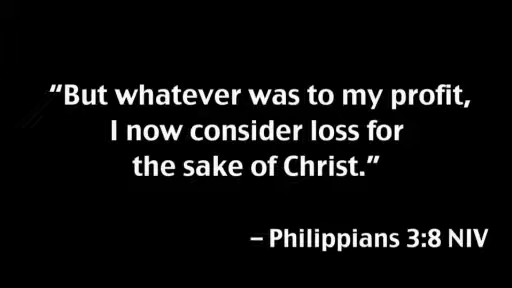 “But whatever was to my profit,
I now consider loss for
the sake of Christ.”
– Philippians 3:8 NIV